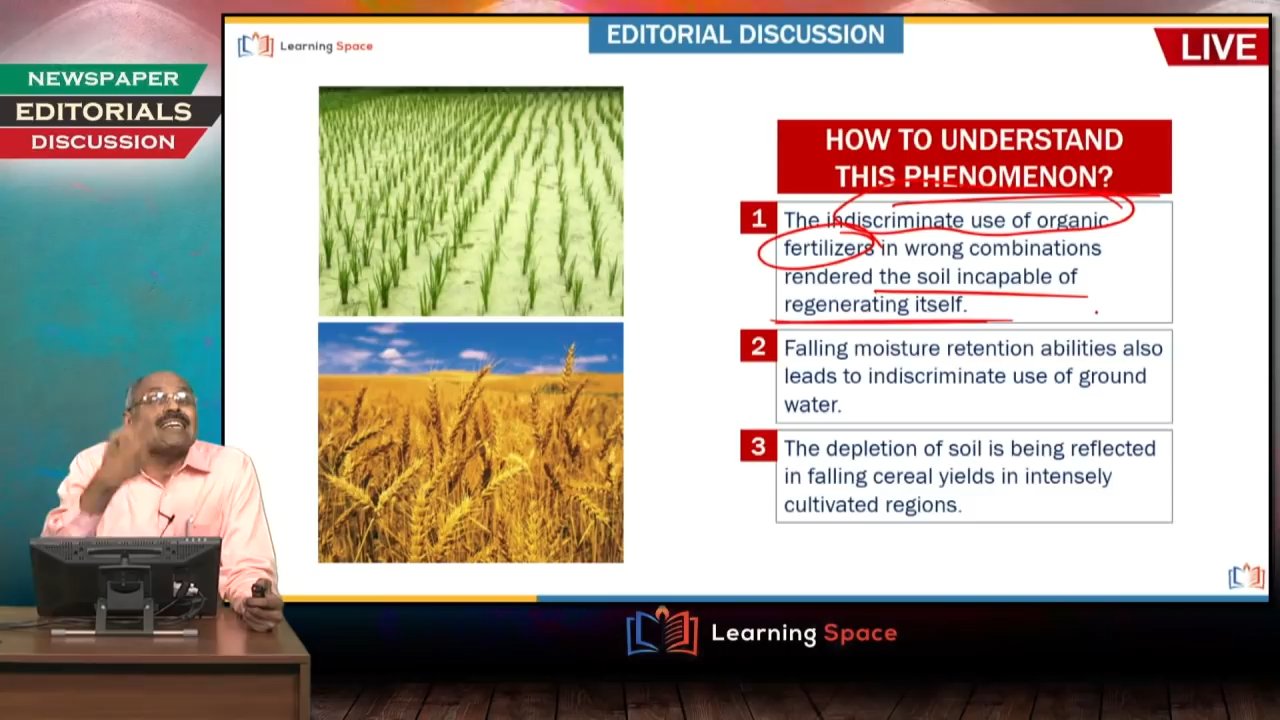 NEWSPAPER
EDITORIALS
DISCUSSION
Learning Space
EDITORIAL DISCUSSION
LIVE
HOW TO UNDERSTAND
THIS PHENOMENON?
1
The indiscriminate use of organic
fertilizers in wrong combinations
rendered the soil incapable of
regenerating itself.
2
Falling moisture retention abilities also
leads to indiscriminate use of ground
water.
3
The depletion of soil is being reflected
in falling cereal yields in intensely
cultivated regions.
Learning Space